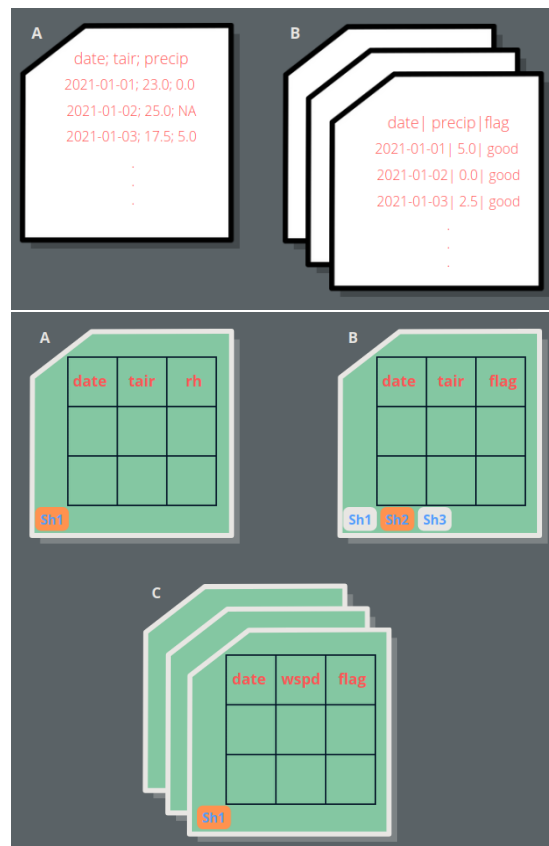 A
date; tair; precip
2021-01-01; 23.0; 0.0
2021-01-02; 25.0; NA
2021-01-03; 17.5; 5.0
.
.
.
B
date| precip|flag
2021-01-01| 5.0| good
2021-01-02| 0.0| good
2021-01-03| 2.5| good
.
.
.
A
date tair rh
Sh1
B
date tair flag
Sh1 Sh2 Sh3
C
date wspd flag
Sh1